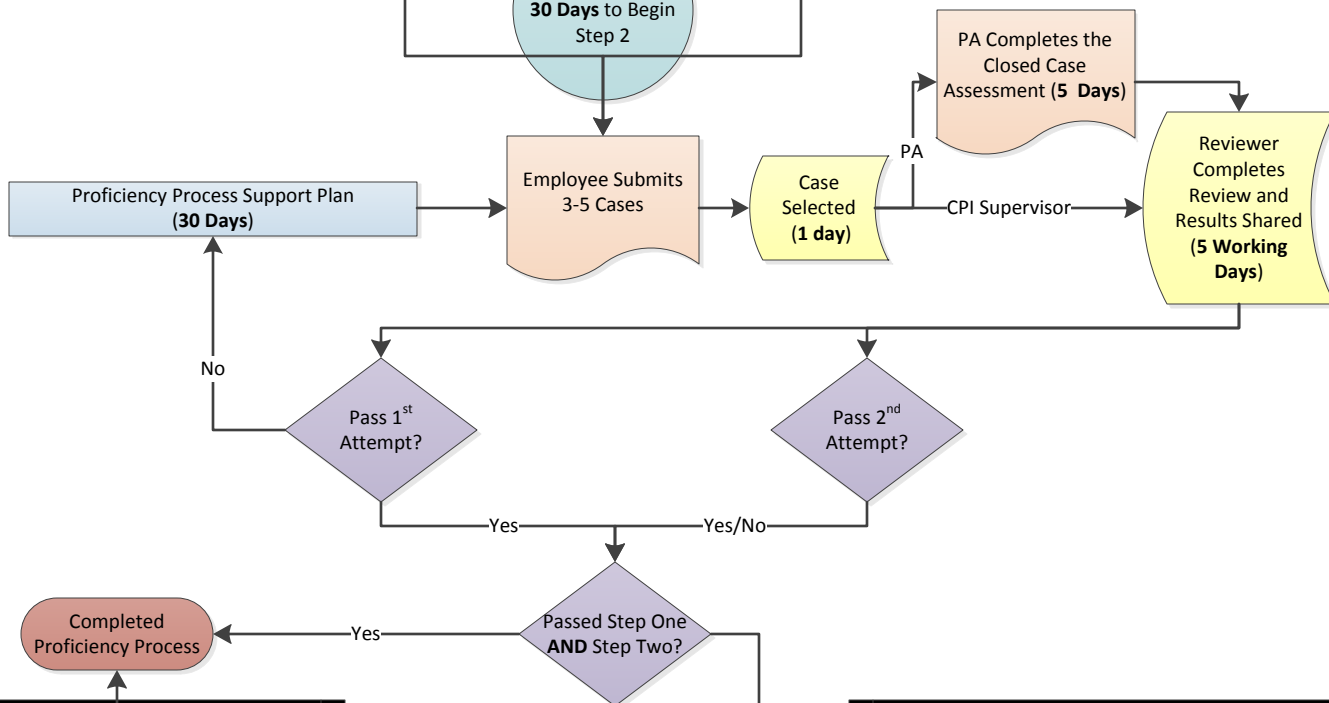 30 Days to Begin
Step 2
PA Completes the
Closed Case
Assessment (5 Days)
PA
Proficiency Process Support Plan
(30 Days)
Employee Submits
3-5 Cases
Case
Selected
(1 day)
CPI Supervisor
Reviewer
Completes
Review and
Results Shared
(5 Working
Days)
No
Pass 1st
Attempt?
Pass 2nd
Attempt?
Yes
Yes/No
Completed
Proficiency Process
Yes
Passed Step One
AND Step Two?